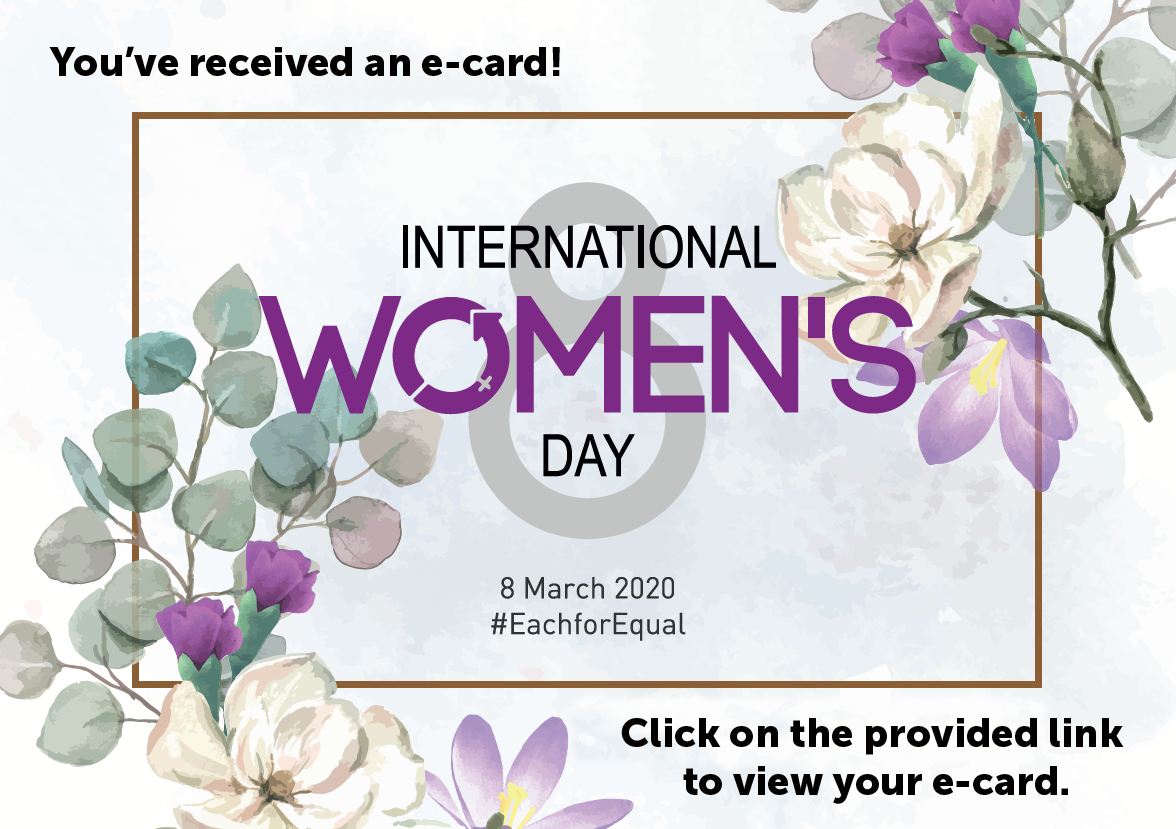 You’ve received an e-card!
8
INTERNATIONAL
WOMEN'S
DAY
8 March 2020
#EachforEqual
Click on the provided link
to view your e-card.